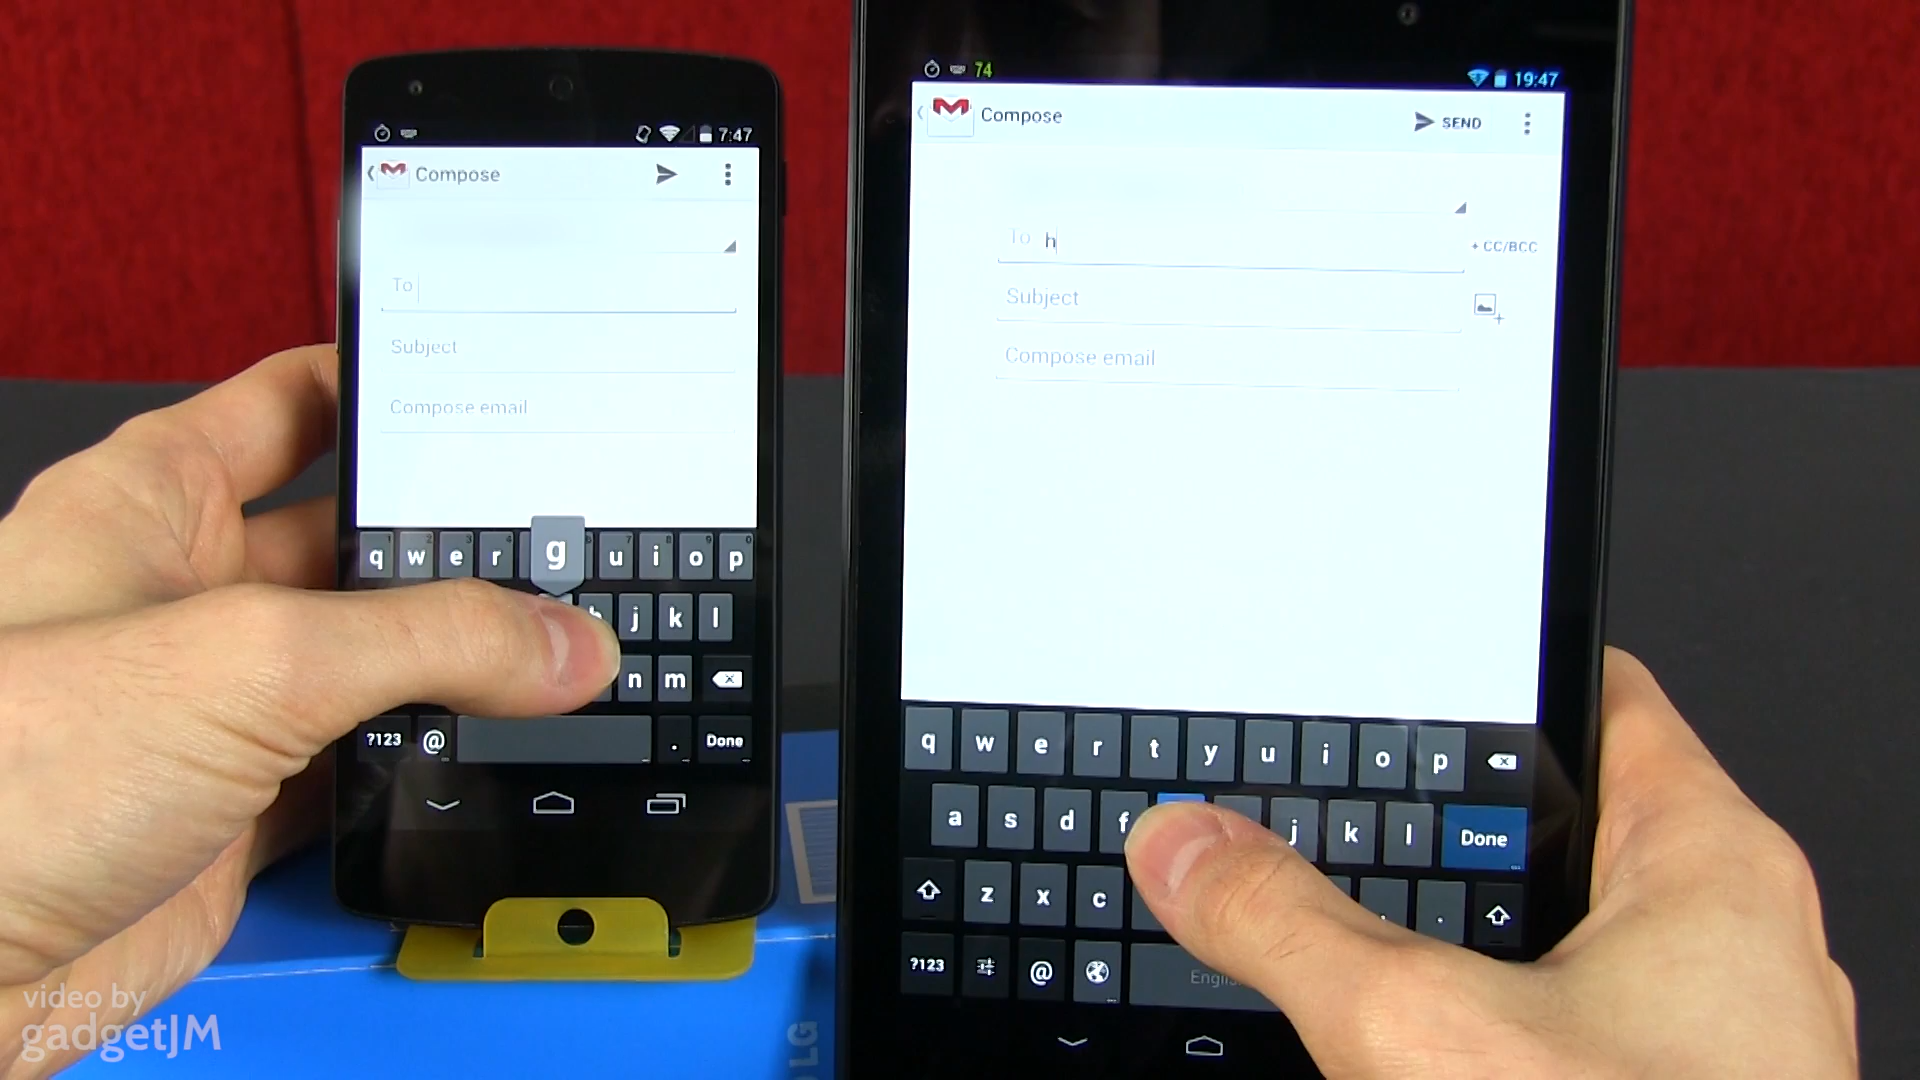 7:47
Compose
To
Subject
Compose email
q w e r g u i o p
j k l
n m
?123 @ . Done
74
19:47
Compose
SEND
To h
+ CC/BCC
Subject
Compose email
q w e r t y u i o p
a s d f j k l Done
z x c .
?123 @
LG
video by
gadgetJM